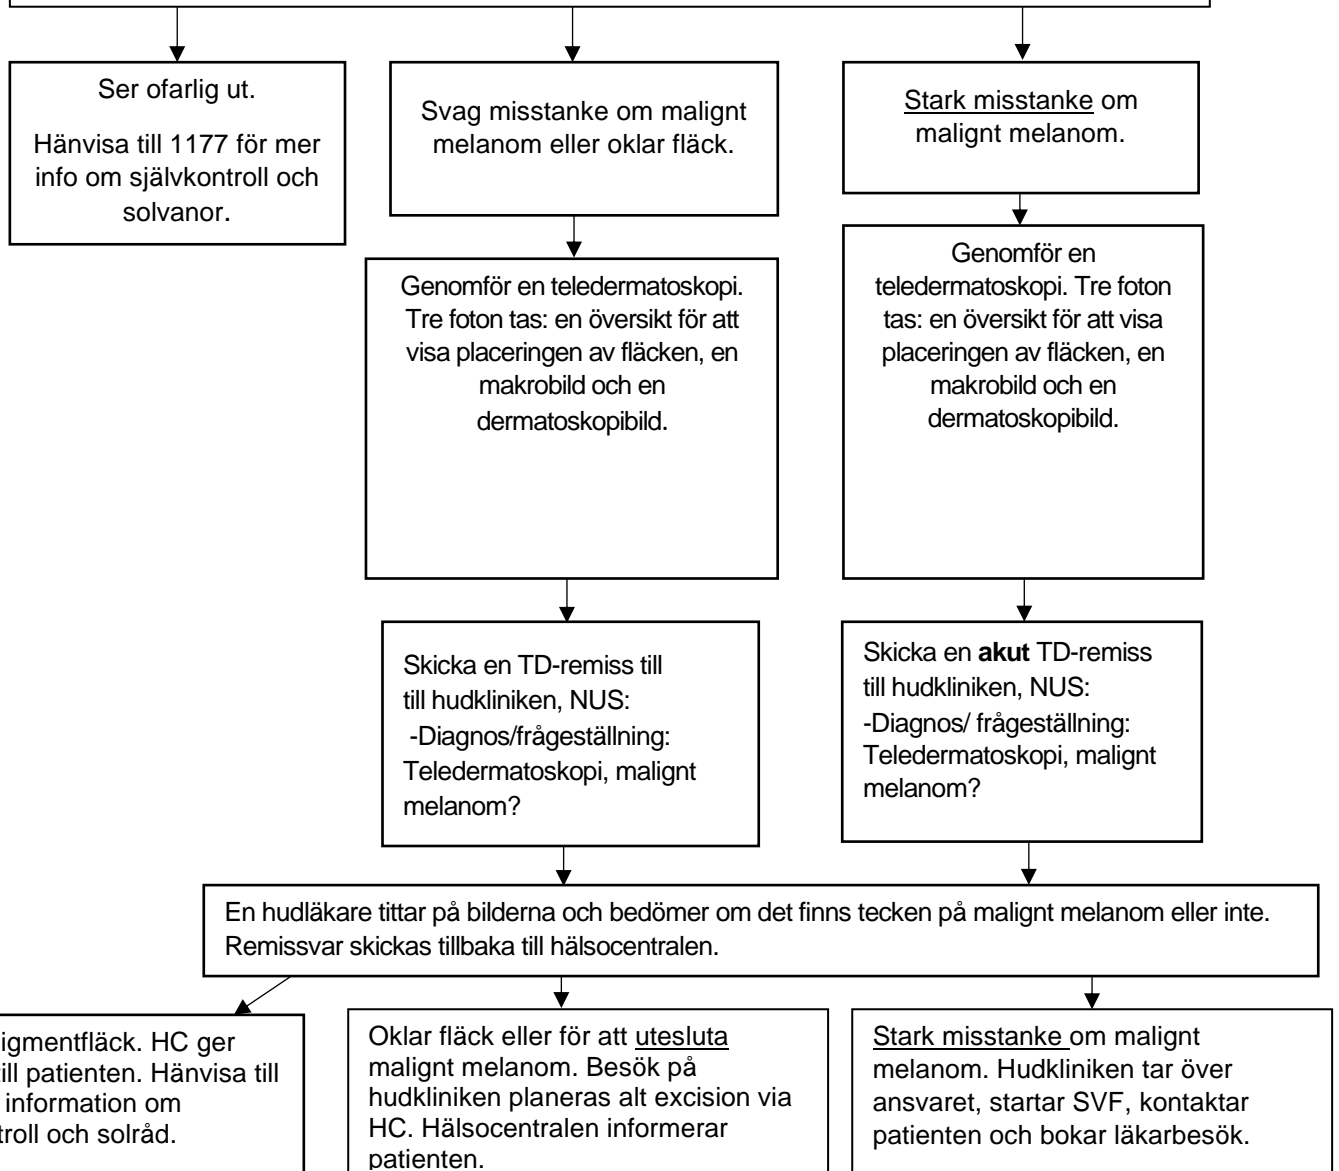 Ser ofarlig ut.
Hänvisa till 1177 för mer
info om självkontroll och
solvanor.
Svag misstanke om malignt
melanom eller oklar fläck.
Stark misstanke om
malignt melanom.
Genomför en teledermatoskopi.
Tre foton tas: en översikt för att
visa placeringen av fläcken, en
makrobild och en
dermatoskopibild.
Genomför en
teledermatoskopi. Tre foton
tas: en översikt för att visa
placeringen av fläcken, en
makrobild och en
dermatoskopibild.
Skicka en TD-remiss till
till hudkliniken, NUS:
-Diagnos/frågeställning:
Teledermatoskopi, malignt
melanom?
Skicka en akut TD-remiss
till hudkliniken, NUS:
-Diagnos/ frågeställning:
Teledermatoskopi, malignt
melanom?
En hudläkare tittar på bilderna och bedömer om det finns tecken på malignt melanom eller inte.
Remissvar skickas tillbaka till hälsocentralen.
igmentfläck. HC ger
ill patienten. Hänvisa till
information om
troll och solråd.
Oklar fläck eller för att utesluta
malignt melanom. Besök på
hudkliniken planeras alt excision via
HC. Hälsocentralen informerar
patienten.
Stark misstanke om malignt
melanom. Hudkliniken tar över
ansvaret, startar SVF, kontaktar
patienten och bokar läkarbesök.